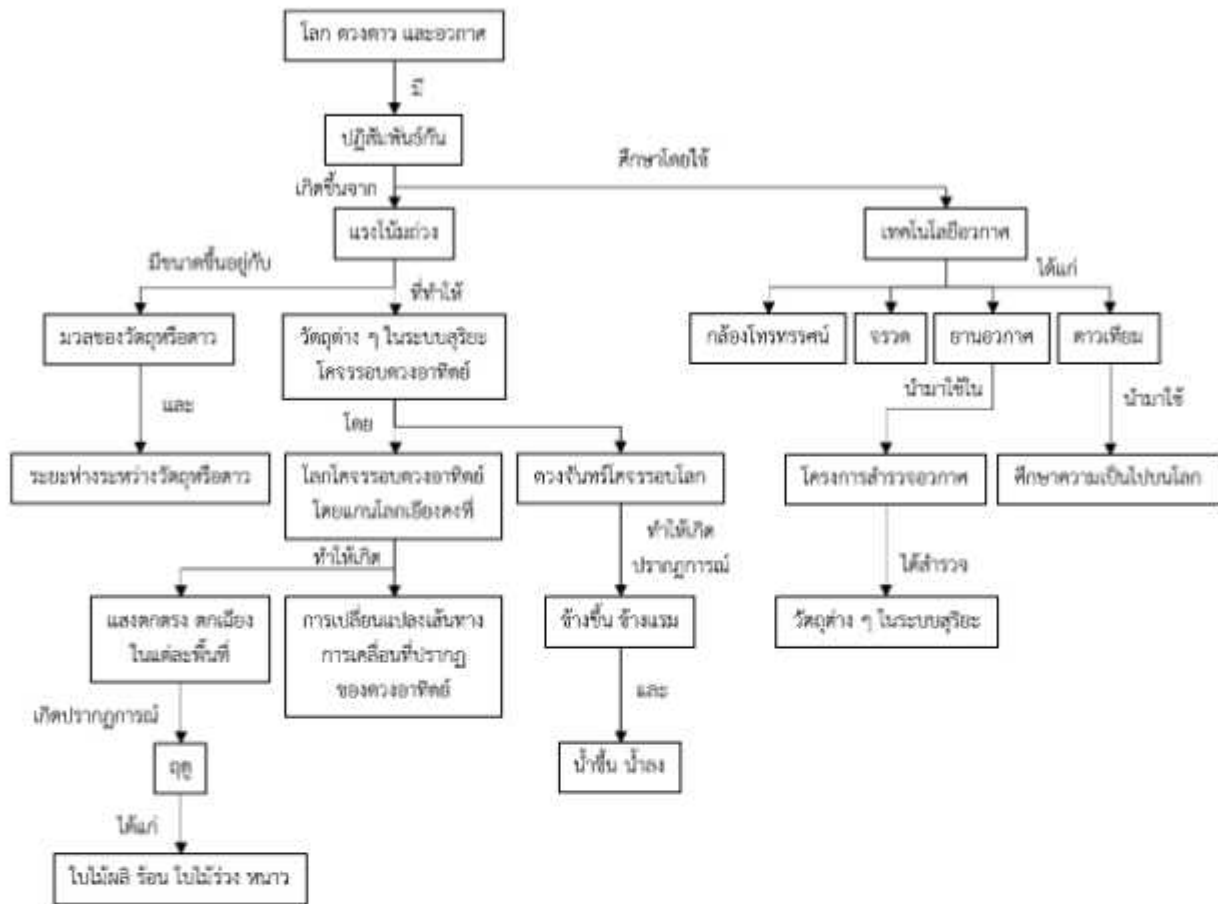 โลก ดวงดาว และอวกาศ
มี
ปฏิสัมพันธ์กัน
ศึกษาโดยใช้
เกิดขึ้นจาก
แรงโน้มถ่วง
เทคโนโลยีอวกาศ
มีขนาดขึ้นอยู่กับ
ที่ทำให้
ได้แก่
มวลของวัตถุหรือดาว
วัตถุต่าง ๆ ในระบบสุริยะ
โคจรรอบดวงอาทิตย์
กล้องโทรทรรศน์
จรวด
ยานอวกาศ
ดาวเทียม
และ
โดย
นำมาใช้ใน
นำมาใช้
ระยะห่างระหว่างวัตถุหรือดาว
โลกโคจรรอบดวงอาทิตย์
โดยแกนโลกเอียงคงที่
ดวงจันทร์โคจรรอบโลก
โครงการสำรวจอวกาศ
ศึกษาความเป็นไปบนโลก
ทำให้เกิด
ทำให้เกิด
ปรากฏการณ์
ได้สำรวจ
แสงตกตรง ตกเฉียง
ในแต่ละพื้นที่
การเปลี่ยนแปลงเส้นทาง
การเคลื่อนที่ปรากฏ
ของดวงอาทิตย์
ข้างขึ้น ข้างแรม
วัตถุต่าง ๆ ในระบบสุริยะ
เกิดปรากฏการณ์
และ
ฤดู
น้ำขึ้น น้ำลง
ได้แก่
ใบไม้ผลิ ร้อน ใบไม้ร่วง หนาว